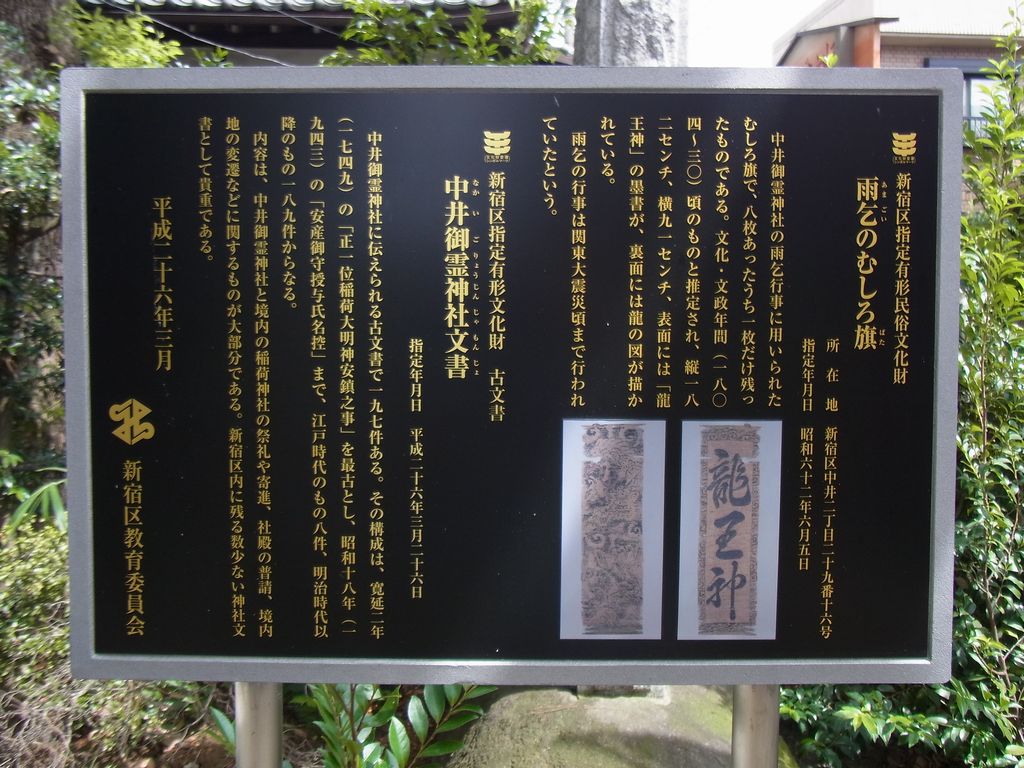 新宿区指定有形民俗文化財
雨乞のむしろ旗
あまごい
ばた
所在地 新宿区中井二丁目二十九番十六号
指定年月日 昭和六十二年六月五日
中井御霊神社の雨乞行事に用いられた
むしろ旗で、八枚あったうち一枚だけ残っ
たものである。文化・文政年間（一八〇
四～三〇）頃のものと推定され、縦一八
二センチ、横九一センチ、表面には「龍
王神」の墨書が、裏面には龍の図が描か
れている。
雨乞の行事は関東大震災頃まで行われ
ていたという。
龍王神
新宿区指定有形文化財 古文書
中井御霊神社文書
なかいごりょうじんじゃもんじょ
指定年月日 平成二十六年三月二十六日
中井御霊神社に伝えられる古文書で一九七件ある。その構成は、寛延二年
（一七四九）の「正一位稲荷大明神安鎮之事」を最古とし、昭和十八年（一
九四三）の「安産御守授与氏名控」まで、江戸時代のもの八件、明治時代以
降のもの一八九件からなる。
内容は、中井御霊神社と境内の稲荷神社の祭礼や寄進、社殿の普請、境内
地の変遷などに関するものが大部分である。新宿区内に残る数少ない神社文
書として貴重である。
平成二十六年三月
新宿区教育委員会